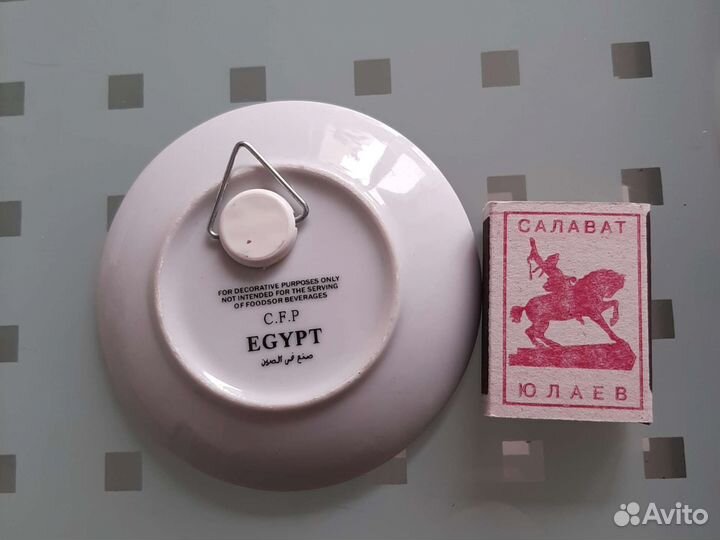 FOR DECORATIVE PURPOSES ONLY
NOT INTENDED FOR THE SERVING
OF FOODSOR BEVERAGES
C.F.P
EGYPT
صنع في الصين
САЛАВАТ
ЮЛАЕВ
Avito